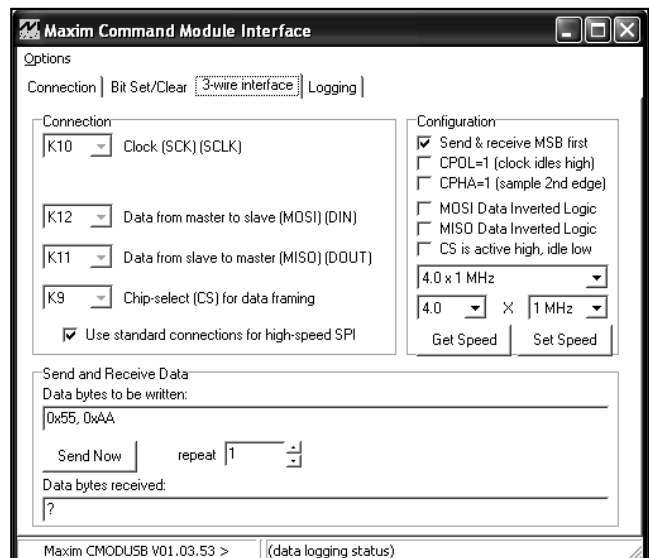 Maxim Command Module Interface
Options
Connection Bit Set/Clear 3-wire interface Logging
Connection
K10 Clock (SCK) (SCLK)
K12 Data from master to slave (MOSI) (DIN)
K11 Data from slave to master (MISO) (DOUT)
K9 Chip-select (CS) for data framing
Use standard connections for high-speed SPI
Configuration
Send & receive MSB first
CPOL=1 (clock idles high)
CPHA=1 (sample 2nd edge)
MOSI Data Inverted Logic
MISO Data Inverted Logic
CS is active high, idle low
4.0 x 1 MHz
4.0 X 1 MHz
Get Speed Set Speed
Send and Receive Data
Data bytes to be written:
0x55, 0xAA
Send Now repeat 1
Data bytes received:
?
Maxim CMODUSB V01.03.53 > (data logging status)